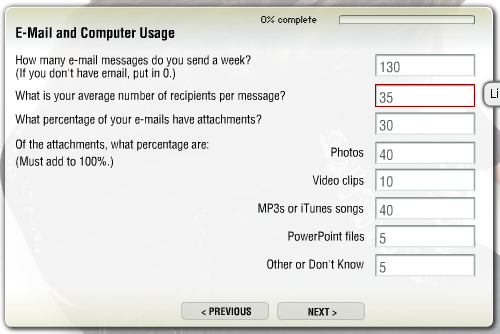 0% complete
E-Mail and Computer Usage
How many e-mail messages do you send a week?
(If you don't have email, put in 0.)
130
What is your average number of recipients per message?
35
Li
What percentage of your e-mails have attachments?
30
Of the attachments, what percentage are:
(Must add to 100%.)
Photos
40
Video clips
10
MP3s or iTunes songs
40
PowerPoint files
5
Other or Don't Know
5
< PREVIOUS
NEXT >